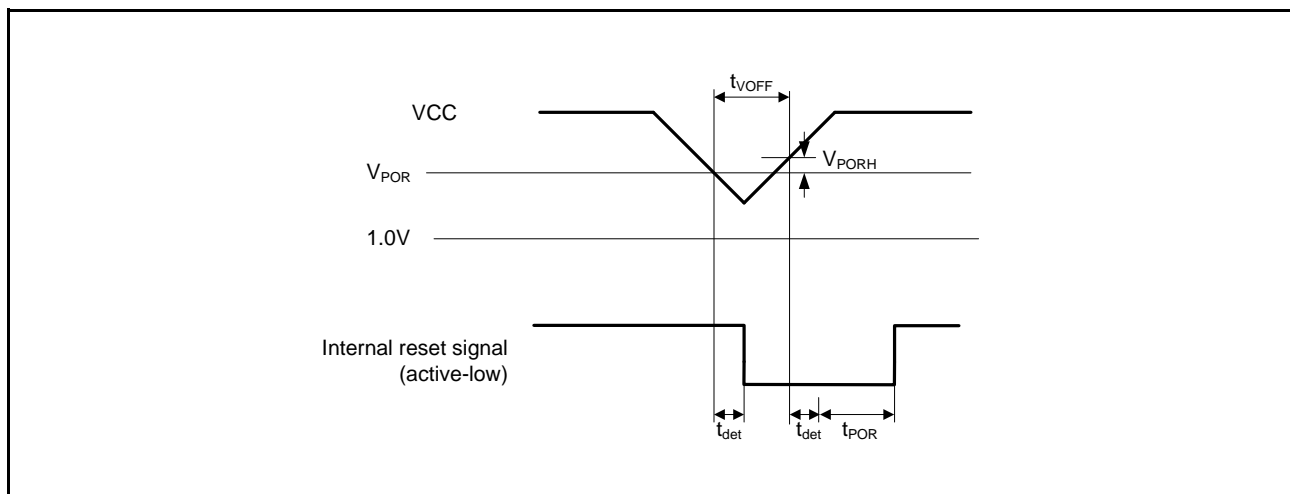 tVOFF
VCC
VPORH
VPOR
1.0V
Internal reset signal
(active-low)
tdet
tdet
tPOR